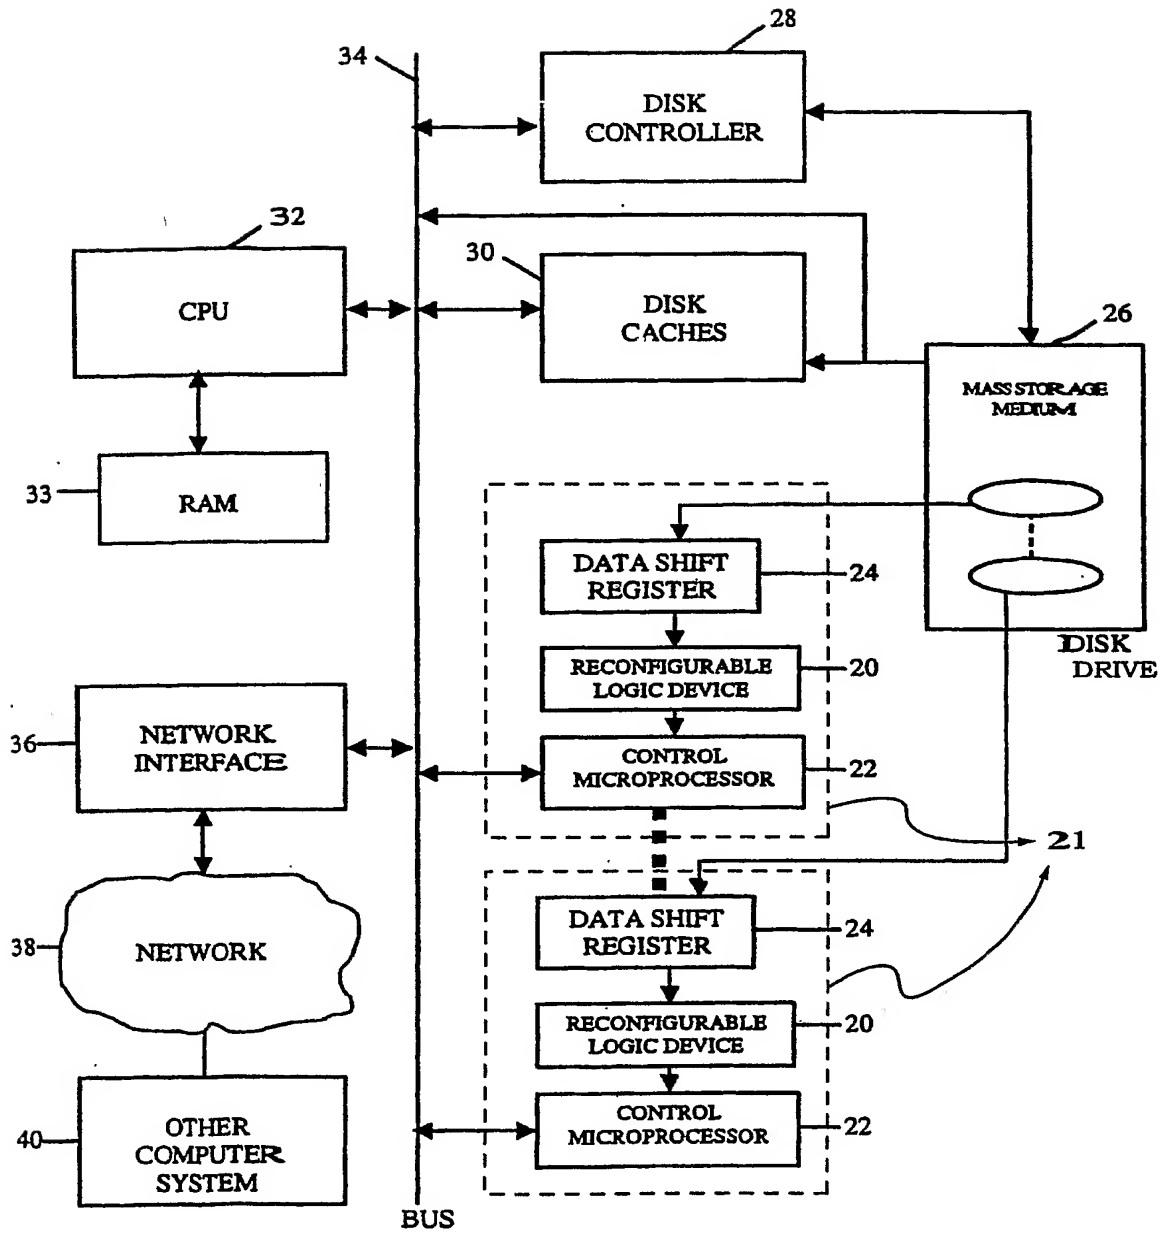 28
34
DISK
CONTROLLER
32
30
CPU
DISK
CACHES
26
MASS STORAGE
MEDIUM
33
RAM
DATA SHIFT
REGISTER
24
DISK
DRIVE
RECONFIGURABLE
LOGIC DEVICE
20
36
NETWORK
INTERFACE
CONTROL
MICROPROCESSOR
22
21
38
NETWORK
DATA SHIFT
REGISTER
24
RECONFIGURABLE
LOGIC DEVICE
20
40
OTHER
COMPUTER
SYSTEM
CONTROL
MICROPROCESSOR
22
BUS